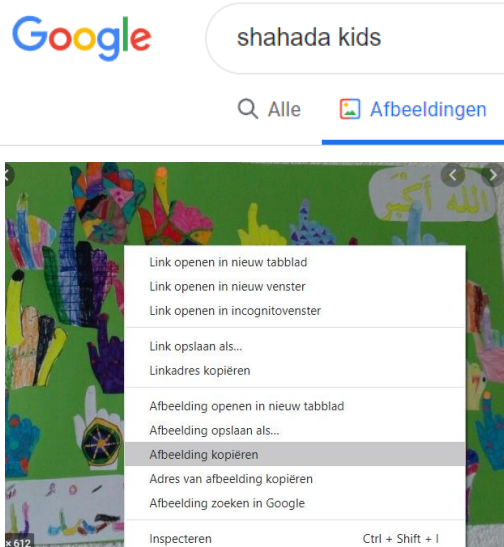 Google
shahada kids
Alle
Afbeeldingen
الله أَكْبَر
Link openen in nieuw tabblad
Link openen in nieuw venster
Link openen in incognitovenster
Link opslaan als...
Linkadres kopiëren
Afbeelding openen in nieuw tabblad
Afbeelding opslaan als...
Afbeelding kopiëren
Adres van afbeelding kopiëren
Afbeelding zoeken in Google
Inspecteren Ctrl + Shift + I
× 612